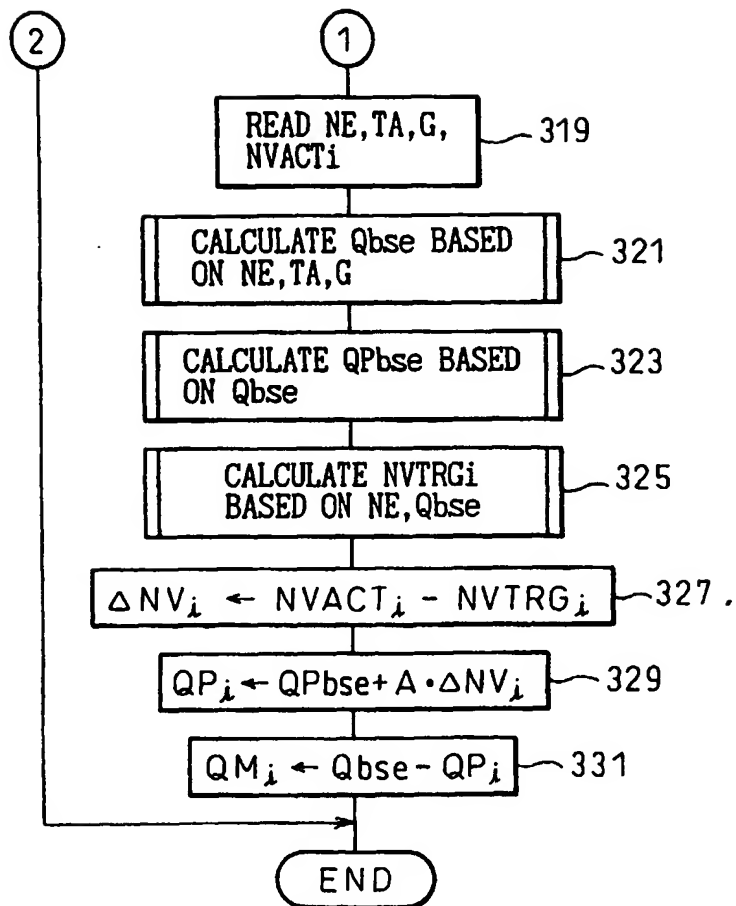 2
1
READ NE,TA,G,
NVACTi
319
CALCULATE Qbse BASED
ON NE,TA,G
321
CALCULATE QPbse BASED
ON Qbse
323
CALCULATE NVTRGi
BASED ON NE,Qbse
325
ΔNVi ← NVACTi - NVTRGi
327.
QPi ← QPbse + A・ΔNVi
329
QMi ← Qbse - QPi
331
END